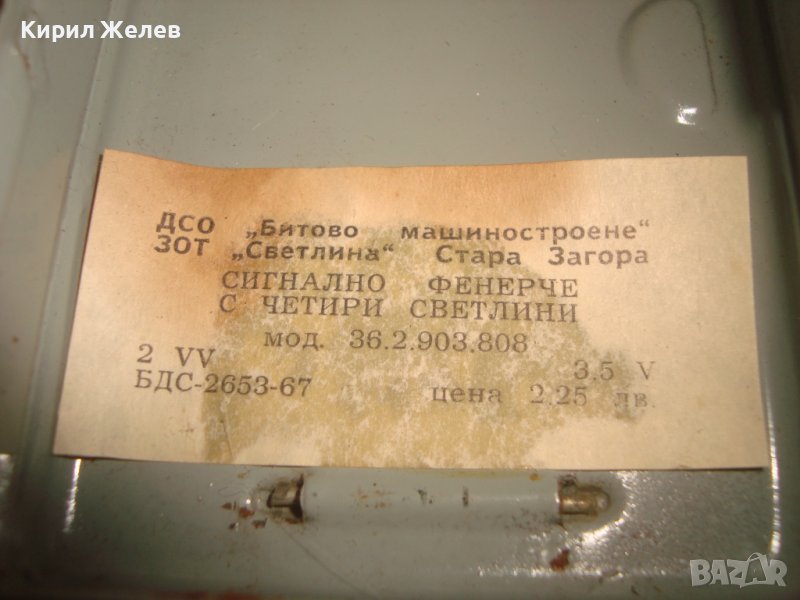 Кирил Желев
ДСО „Битово машиностроене“
ЗОТ „Светлина“ Стара Загора
СИГНАЛНО ФЕНЕРЧЕ
С ЧЕТИРИ СВЕТЛИНИ
мод. 36.2.903.808
2 VV 3,5 V
БДС-2653-67 цена 2,25 лв.
BAZAR